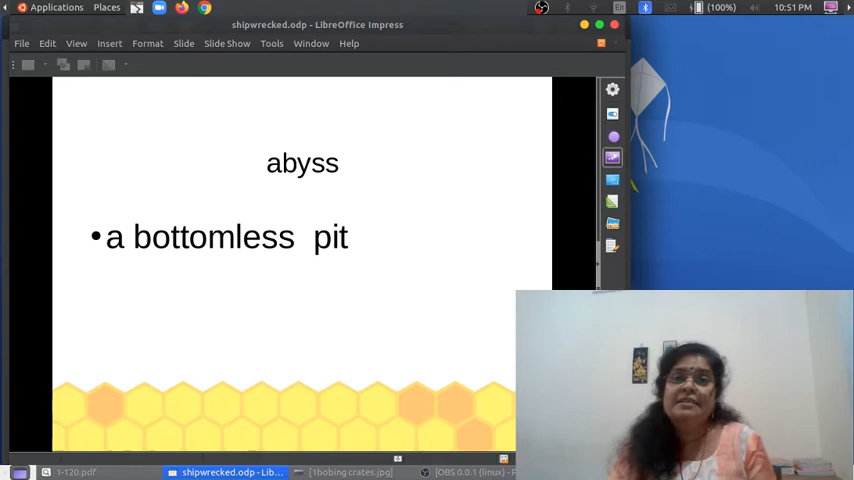 Applications Places En (100%) 10:51 PM
shipwrecked.odp - LibreOffice Impress
File Edit View Insert Format Slide Slide Show Tools Window Help
abyss
•a bottomless  pit
1-120.pdf shipwrecked.odp - Lib... [1bobing crates.jpg] [OBS 0.0.1 (linux) - P...